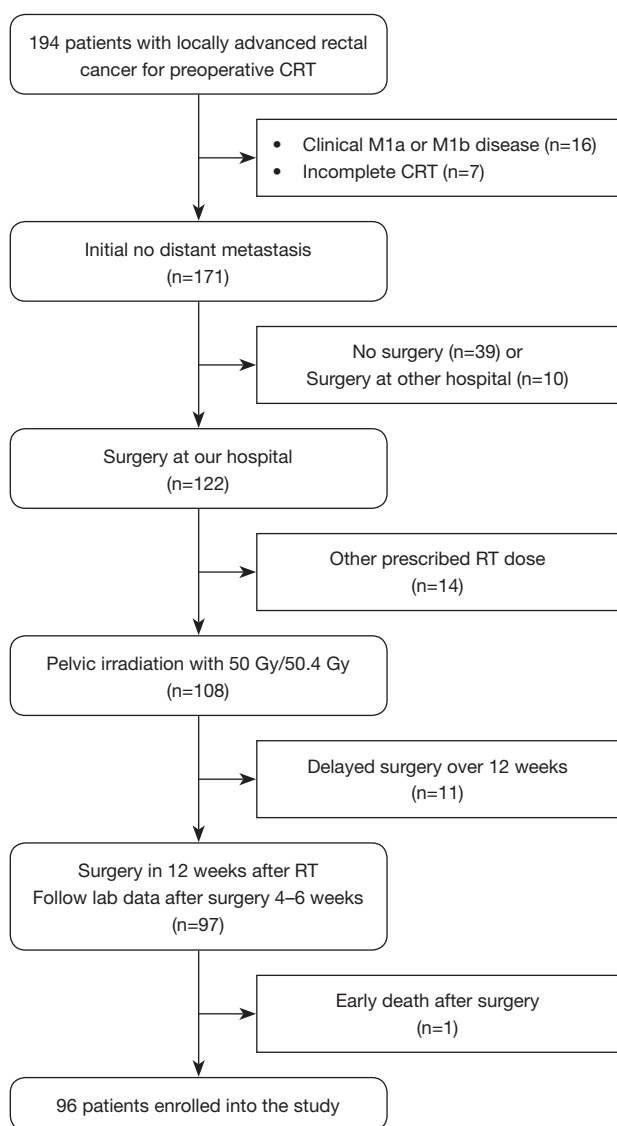 194 patients with locally advanced rectal
cancer for preoperative CRT
• Clinical M1a or M1b disease (n=16)
• Incomplete CRT (n=7)
Initial no distant metastasis
(n=171)
No surgery (n=39) or
Surgery at other hospital (n=10)
Surgery at our hospital
(n=122)
Other prescribed RT dose
(n=14)
Pelvic irradiation with 50 Gy/50.4 Gy
(n=108)
Delayed surgery over 12 weeks
(n=11)
Surgery in 12 weeks after RT
Follow lab data after surgery 4–6 weeks
(n=97)
Early death after surgery
(n=1)
96 patients enrolled into the study